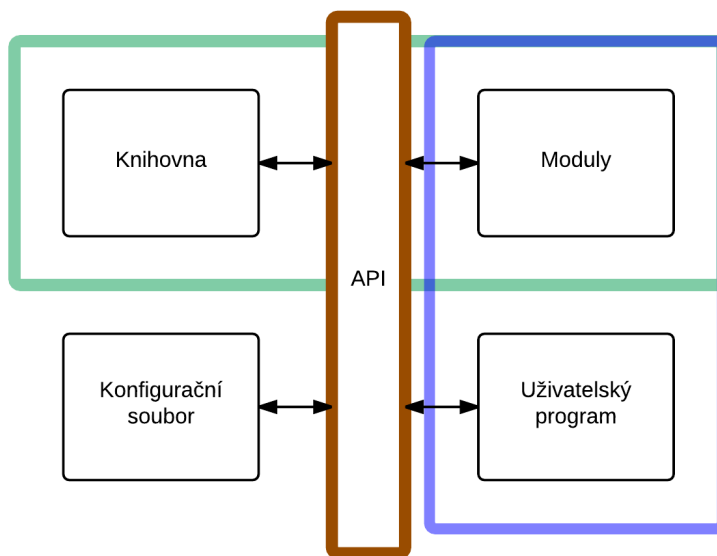 Knihovna
Moduly
API
Konfigurační
soubor
Uživatelský
program